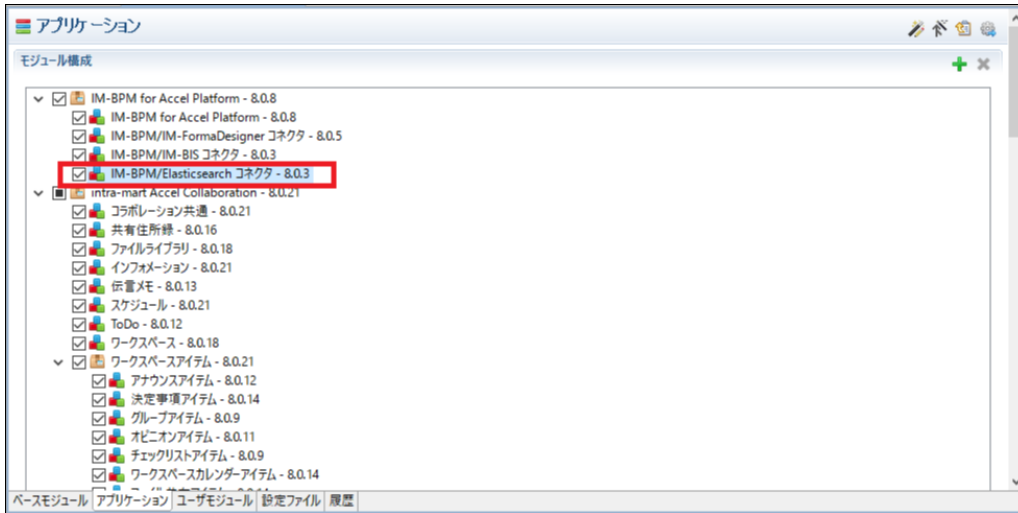 アプリケーション
モジュール構成
IM-BPM for Accel Platform - 8.0.8
IM-BPM for Accel Platform - 8.0.8
IM-BPM/IM-FormaDesigner コネクタ - 8.0.5
IM-BPM/IM-BIS コネクタ - 8.0.3
IM-BPM/Elasticsearch コネクタ - 8.0.3
intra-mart Accel Collaboration - 8.0.21
コラボレーション共通 - 8.0.21
共有住所録 - 8.0.16
ファイルライブラリ - 8.0.18
インフォメーション - 8.0.21
伝言メモ - 8.0.13
スケジュール - 8.0.21
ToDo - 8.0.12
ワークスペース - 8.0.18
ワークスペースアイテム - 8.0.21
アナウンスアイテム - 8.0.12
決定事項アイテム - 8.0.14
グループアイテム - 8.0.9
オピニオンアイテム - 8.0.11
チェックリストアイテム - 8.0.9
ワークスペースカレンダーアイテム - 8.0.14
ベースモジュール アプリケーション ユーザモジュール 設定ファイル 履歴